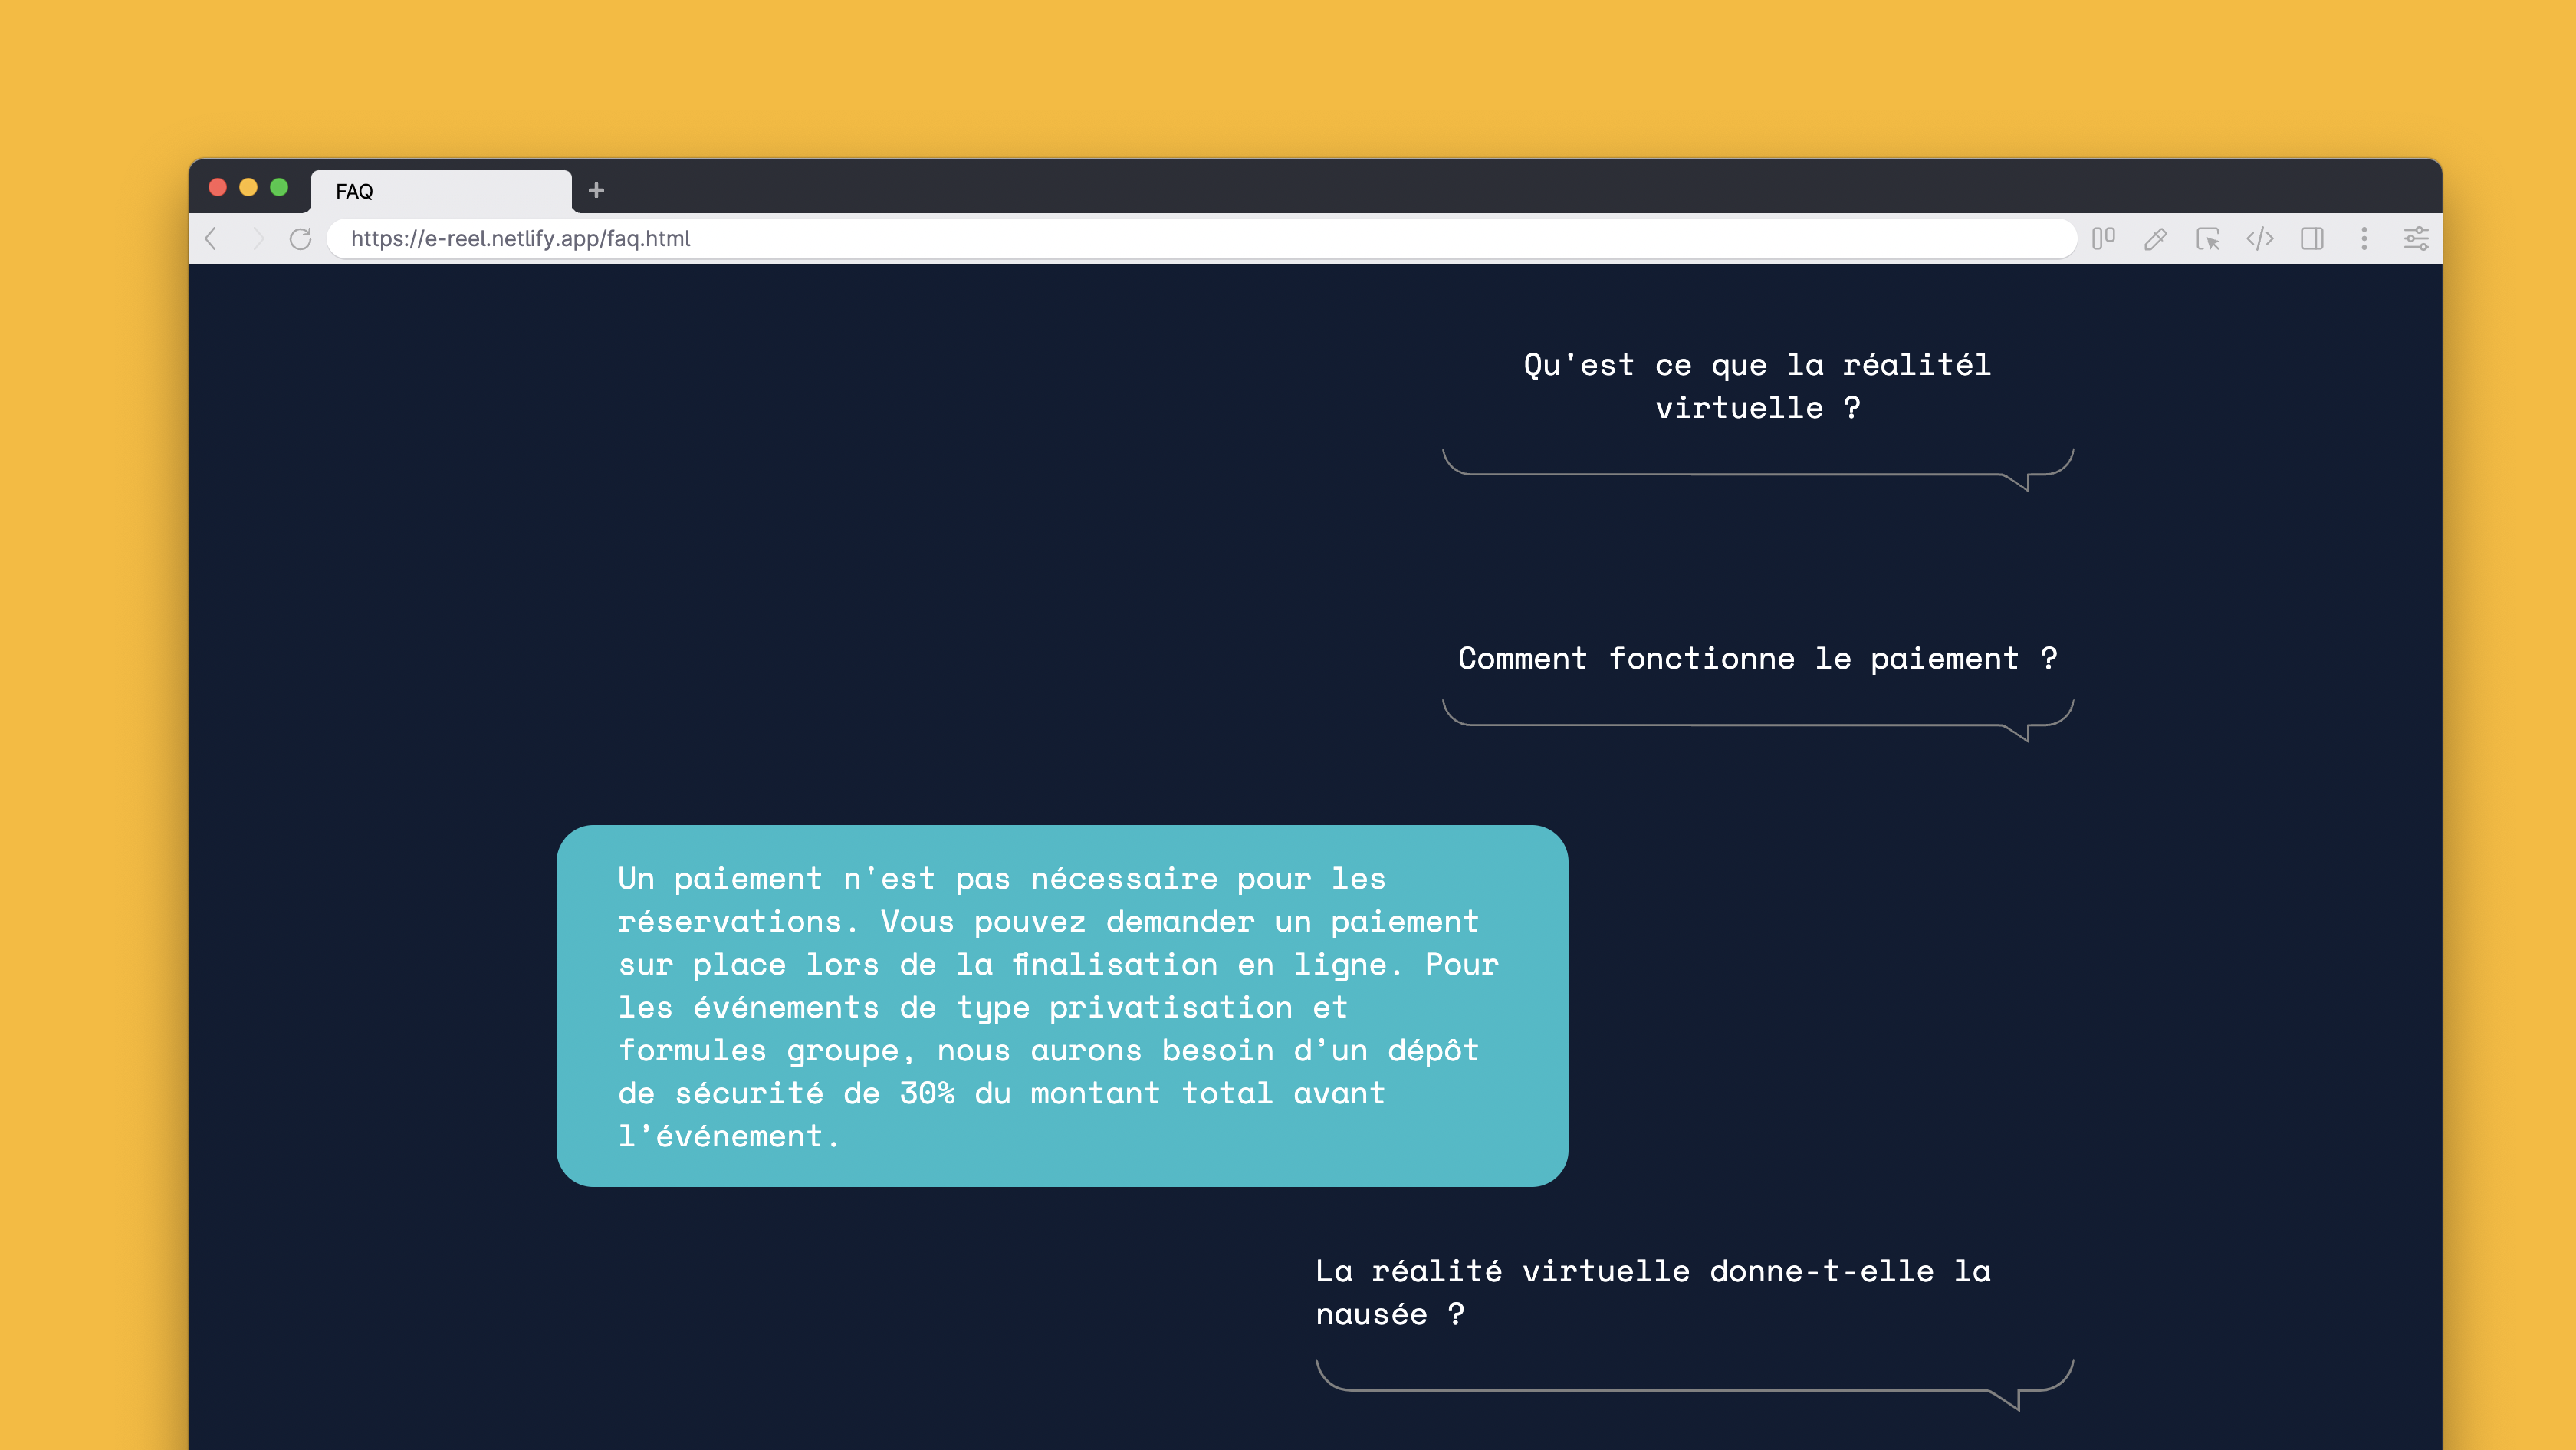 FAQ
https://e-reel.netlify.app/faq.html
Qu'est ce que la réalitél
virtuelle ?
Comment fonctionne le paiement ?
Un paiement n'est pas nécessaire pour les
réservations. Vous pouvez demander un paiement
sur place lors de la finalisation en ligne. Pour
les événements de type privatisation et
formules groupe, nous aurons besoin d’un dépôt
de sécurité de 30% du montant total avant
l’événement.
La réalité virtuelle donne-t-elle la
nausée ?